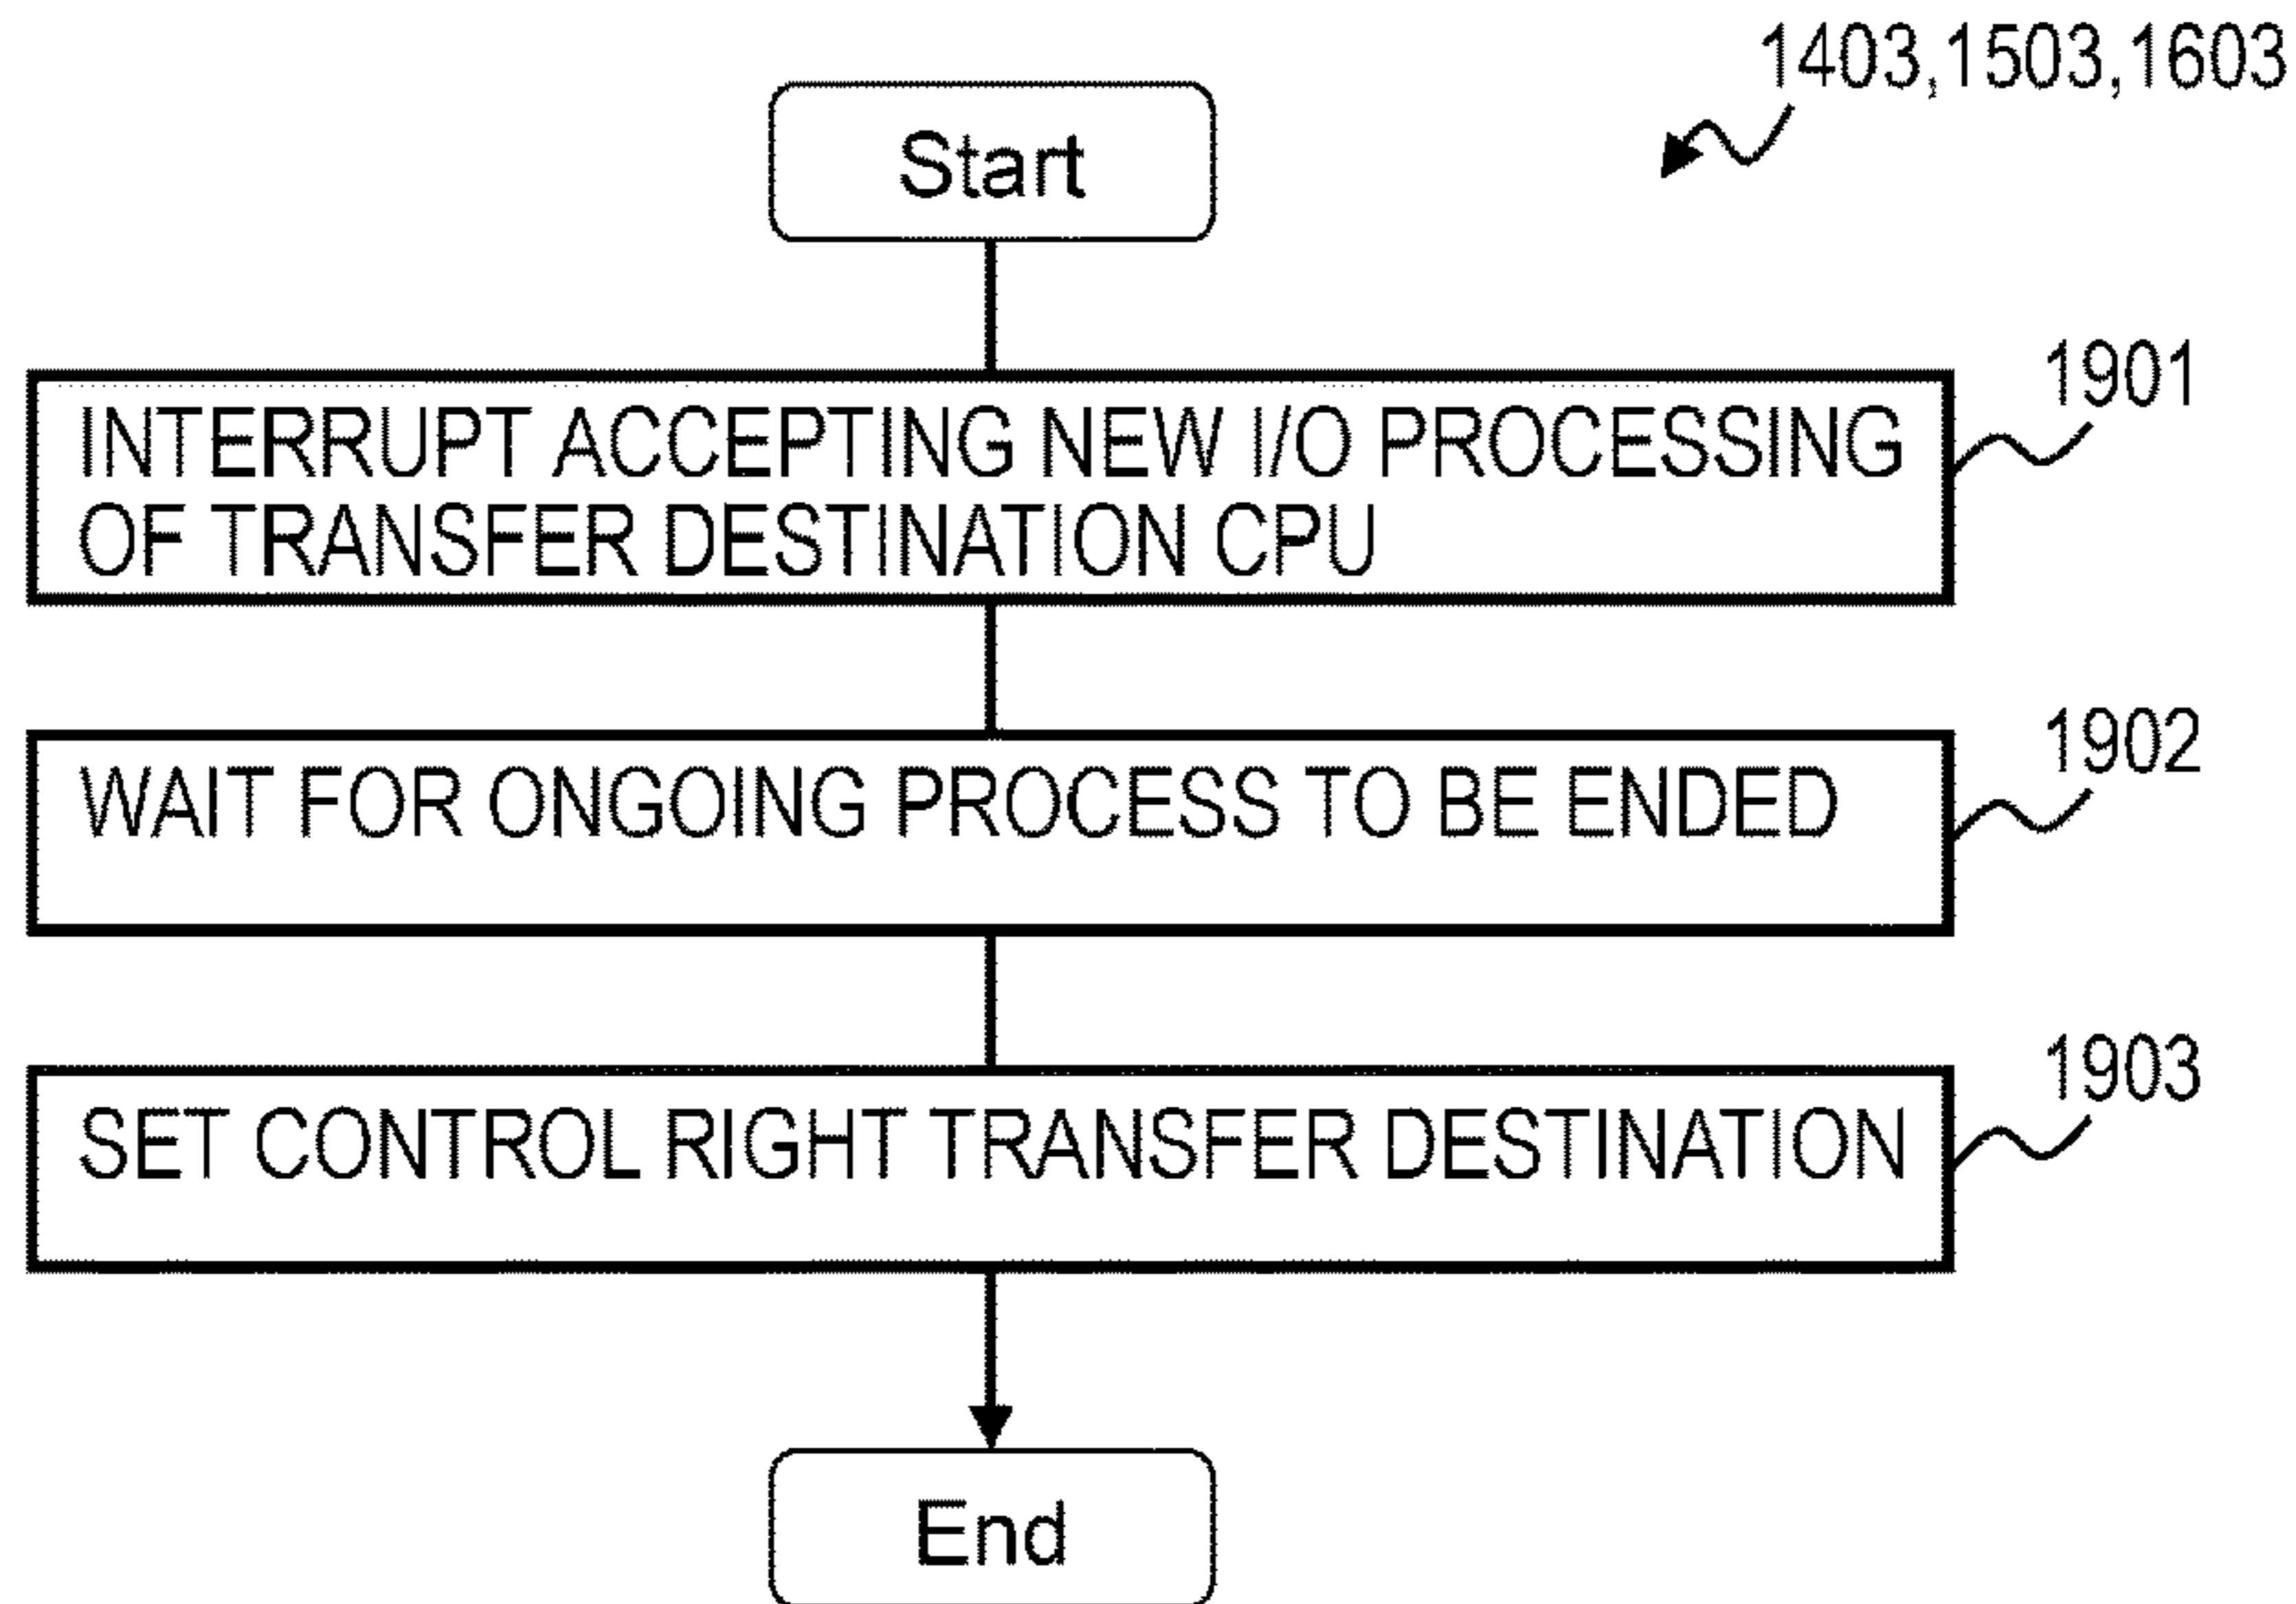 1403,1503,1603
Start
1901
INTERRUPT ACCEPTING NEW I/O PROCESSING
OF TRANSFER DESTINATION CPU
1902
WAIT FOR ONGOING PROCESS TO BE ENDED
1903
SET CONTROL RIGHT TRANSFER DESTINATION
End